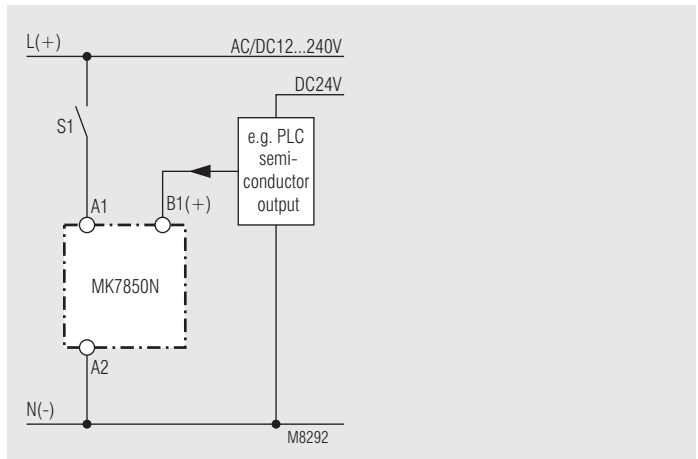 L(+)
AC/DC12...240V
DC24V
S1
e.g. PLC
semi-
conductor
output
A1
B1(+)
MK7850N
A2
N(-)
M8292